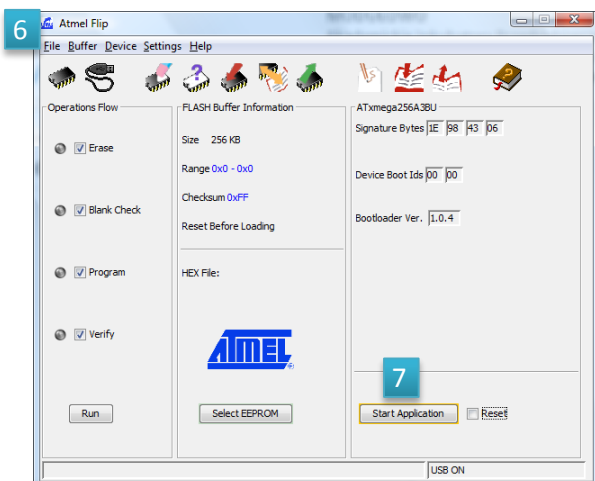 6
Atmel Flip
File Buffer Device Settings Help
Operations Flow
Erase
Blank Check
Program
Verify
Run
FLASH Buffer Information
Size 256 KB
Range 0x0 - 0x0
Checksum 0xFF
Reset Before Loading
HEX File:
ATMEL
Select EEPROM
ATxmega256A3BU
Signature Bytes 1E 98 43 06
Device Boot Ids 00 00
Bootloader Ver. 1.0.4
7
Start Application
Reset
USB ON